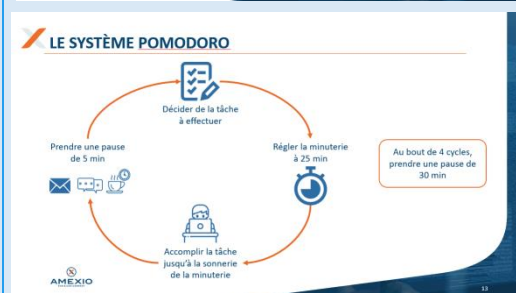 LE SYSTÈME POMODORO
Décider de la tâche
à effectuer
Prendre une pause
de 5 min
Régler la minuterie
à 25 min
Au bout de 4 cycles,
prendre une pause de
30 min
Accomplir la tâche
jusqu'à la sonnerie
de la minuterie
AMEXIO
13